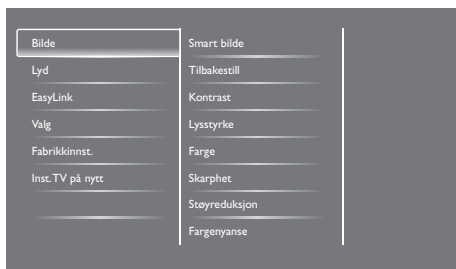 Bilde
Lyd
EasyLink
Valg
Fabrikkinnst.
Inst.TV på nytt
Smart bilde
Tilbakestill
Kontrast
Lysstyrke
Farge
Skarphet
Støyreduksjon
Fargenyanse